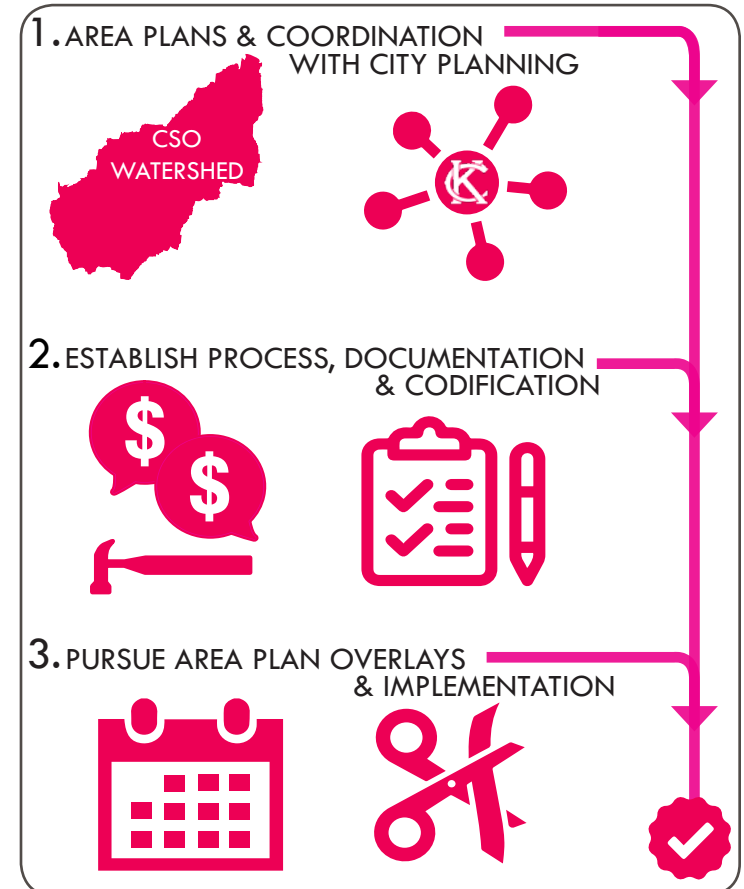 1. AREA PLANS & COORDINATION
WITH CITY PLANNING
CSO
WATERSHED
KC
2. ESTABLISH PROCESS, DOCUMENTATION
& CODIFICATION
$
$
3. PURSUE AREA PLAN OVERLAYS
& IMPLEMENTATION